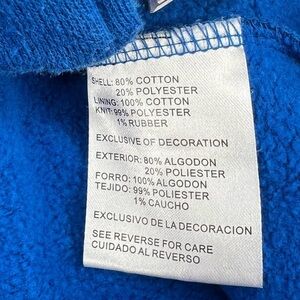 SHELL: 80% COTTON
20% POLYESTER
LINING: 100% COTTON
KNIT: 99% POLYESTER
1% RUBBER
EXCLUSIVE OF DECORATION
EXTERIOR: 80% ALGODON
20% POLIESTER
FORRO: 100% ALGODON
TEJIDO: 99% POLIESTER
1% CAUCHO
EXCLUSIVO DE LA DECORACION
SEE REVERSE FOR CARE
CUIDADO AL REVERSO